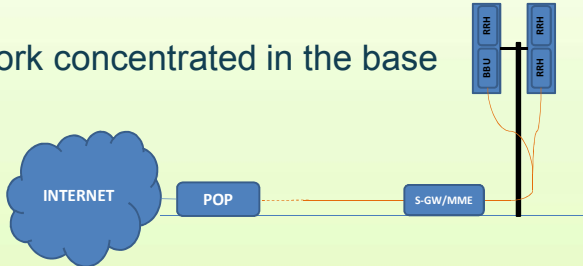 ork concentrated in the base
RRH
RRH
BBU
RRH
INTERNET
POP
S-GW/MME